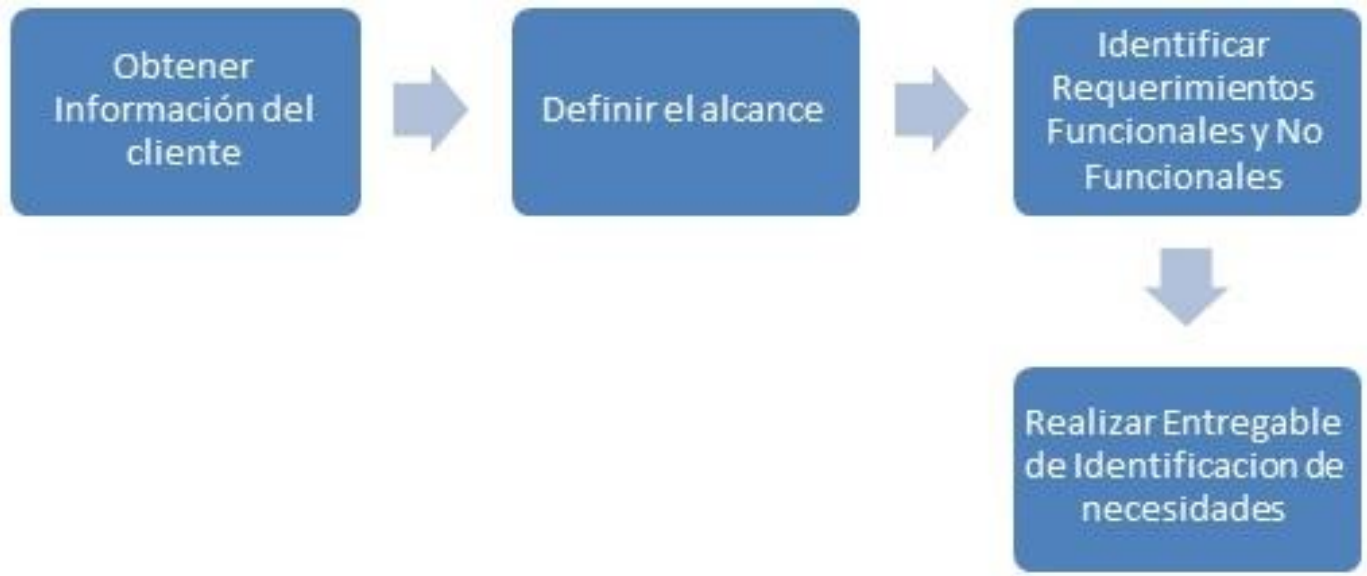 Obtener
Información del
cliente
Definir el alcance
Identificar
Requerimientos
Funcionales y No
Funcionales
Realizar Entregable
de Identificacion de
necesidades